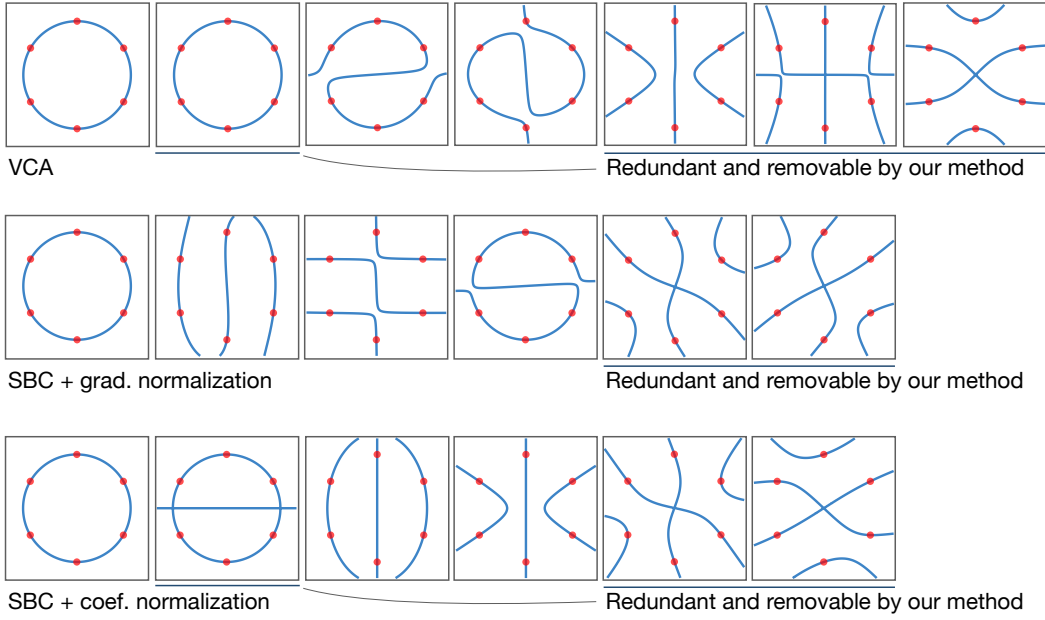 VCA
Redundant and removable by our method
SBC + grad. normalization
Redundant and removable by our method
SBC + coef. normalization
Redundant and removable by our method